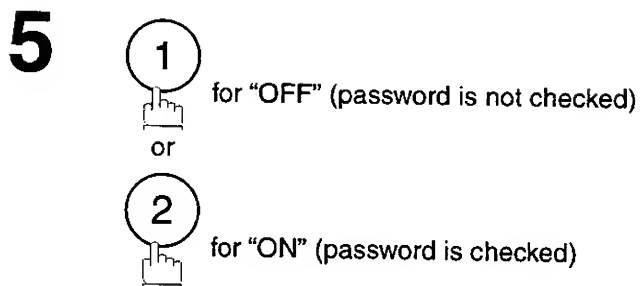 5
1
for “OFF” (password is not checked)
or
2
for “ON” (password is checked)